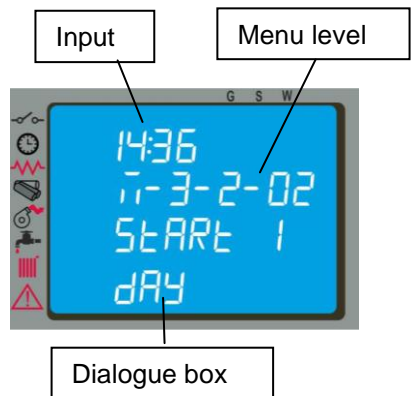 Input
Menu level
G S W
14:36
m-3-2-02
StARt 1
dAY
Dialogue box